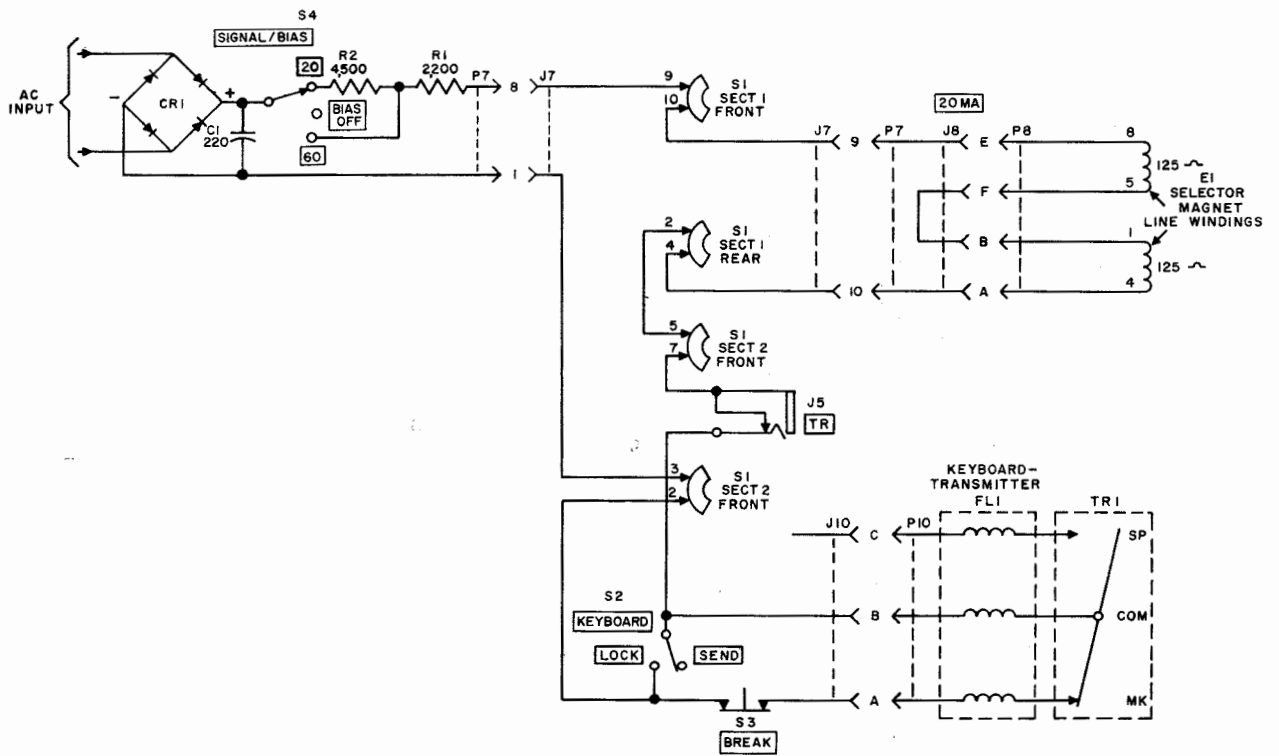 S4
SIGNAL/BIAS
AC
INPUT
CR1
−
+
C1
220
20
BIAS
OFF
60
R2
4,500
R1
2,200
P7
8
J7
1
9
10
S1
SECT 1
FRONT
20 MA
J7
9
P7
J8
E
P8
8
125
5
E1
SELECTOR
MAGNET
LINE WINDINGS
F
B
1
125
4
10
A
2
4
S1
SECT 1
REAR
5
7
S1
SECT 2
FRONT
J5
TR
3
2
S1
SECT 2
FRONT
KEYBOARD-
TRANSMITTER
FL1
TR1
J10
C
P10
SP
S2
KEYBOARD
B
COM
LOCK
SEND
A
MK
S3
BREAK